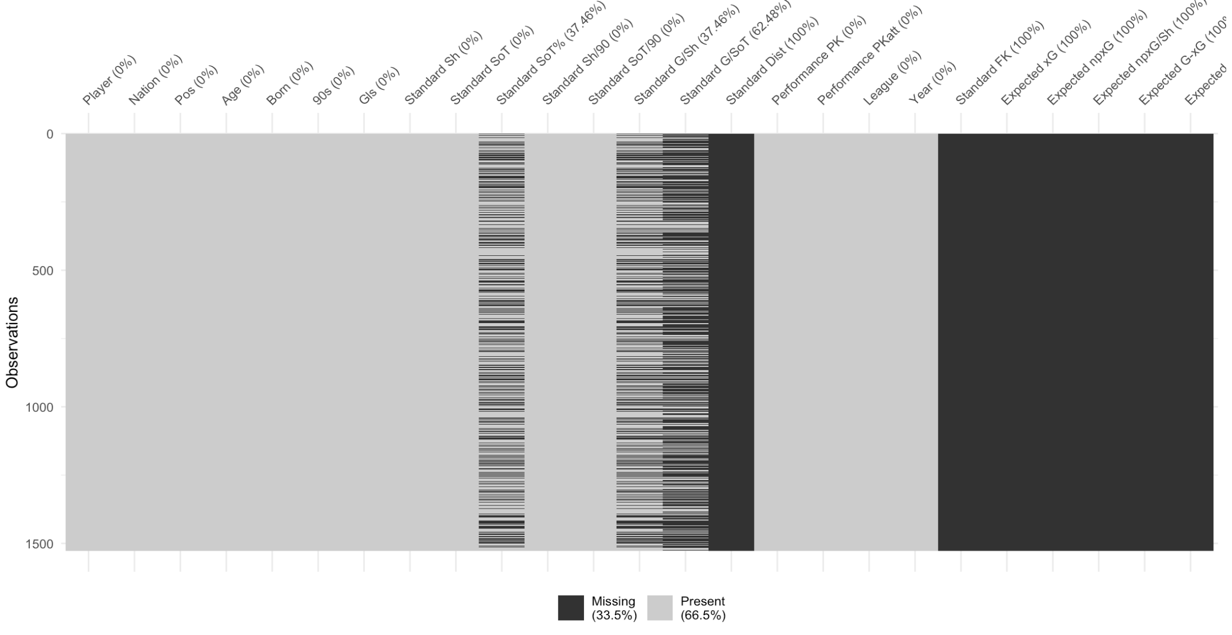 Player (0%)
Nation (0%)
Pos (0%)
Age (0%)
Born (0%)
90s (0%)
Gls (0%)
Standard Sh (0%)
Standard SoT (0%)
Standard SoT% (37.46%)
Standard Sh/90 (0%)
Standard SoT/90 (0%)
Standard G/Sh (37.46%)
Standard G/SoT (62.48%)
Standard Dist (100%)
Performance PK (0%)
Performance PKatt (0%)
League (0%)
Year (0%)
Standard FK (100%)
Expected xG (100%)
Expected npxG (100%)
Expected npxG/Sh (100%)
Expected G-xG (100%
Expected
Observations
0
500
1000
1500
Missing
(33.5%)
Present
(66.5%)